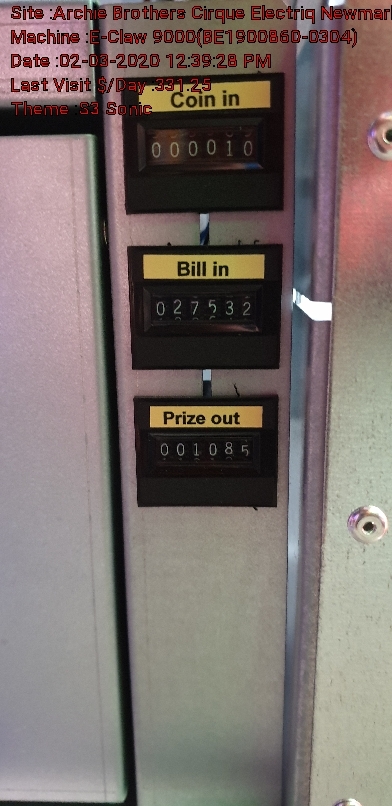 Site :Archie Brothers Cirque Electriq Newmar
Machine :E-Claw 9000(BE1900860-0304)
Date :02-03-2020 12:39:28 PM
Last Visit $/Day :331.25
Theme :S3 Sonic
Coin in
000010
Bill in
027532
Prize out
001085